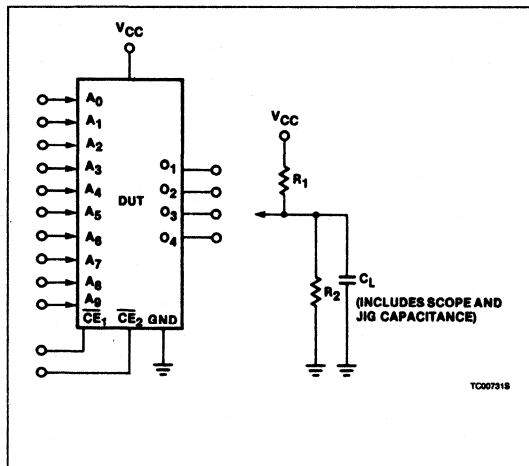 VCC
A0
A1
A2
A3
A4
A5
A6
A7
A8
A9
DUT
O1
O2
O3
O4
CE1 CE2 GND
VCC
R1
R2
CL
(INCLUDES SCOPE AND
JIG CAPACITANCE)
TC00731S